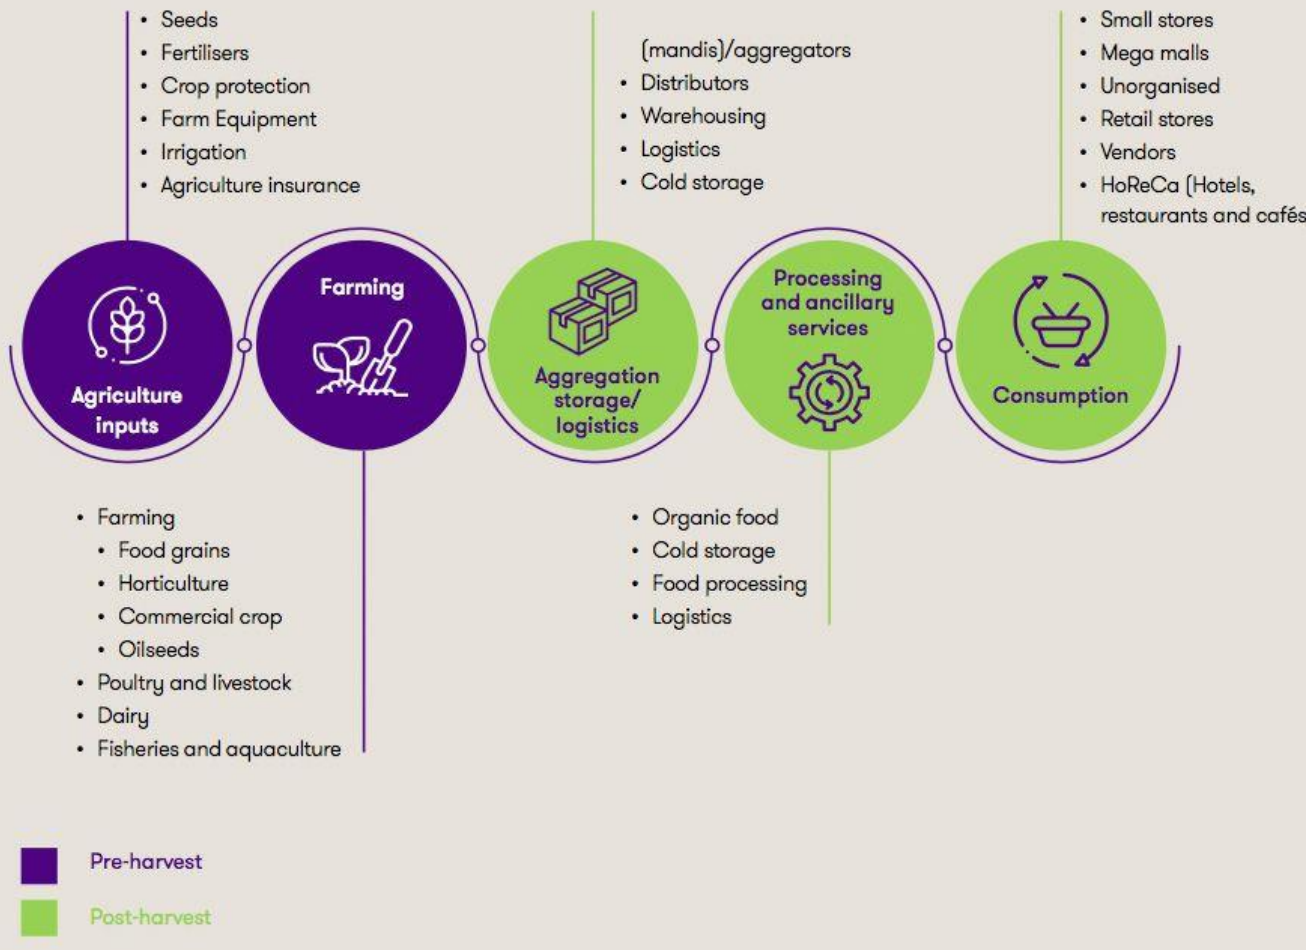 • Seeds
• Fertilisers
• Crop protection
• Farm Equipment
• Irrigation
• Agriculture insurance
(mandis)/aggregators
• Distributors
• Warehousing
• Logistics
• Cold storage
• Small stores
• Mega malls
• Unorganised
• Retail stores
• Vendors
• HoReCa (Hotels,
restaurants and cafés
Agriculture
inputs
Farming
Aggregation
storage/
logistics
Processing
and ancillary
services
Consumption
• Farming
• Food grains
• Horticulture
• Commercial crop
• Oilseeds
• Poultry and livestock
• Dairy
• Fisheries and aquaculture
• Organic food
• Cold storage
• Food processing
• Logistics
Pre-harvest
Post-harvest